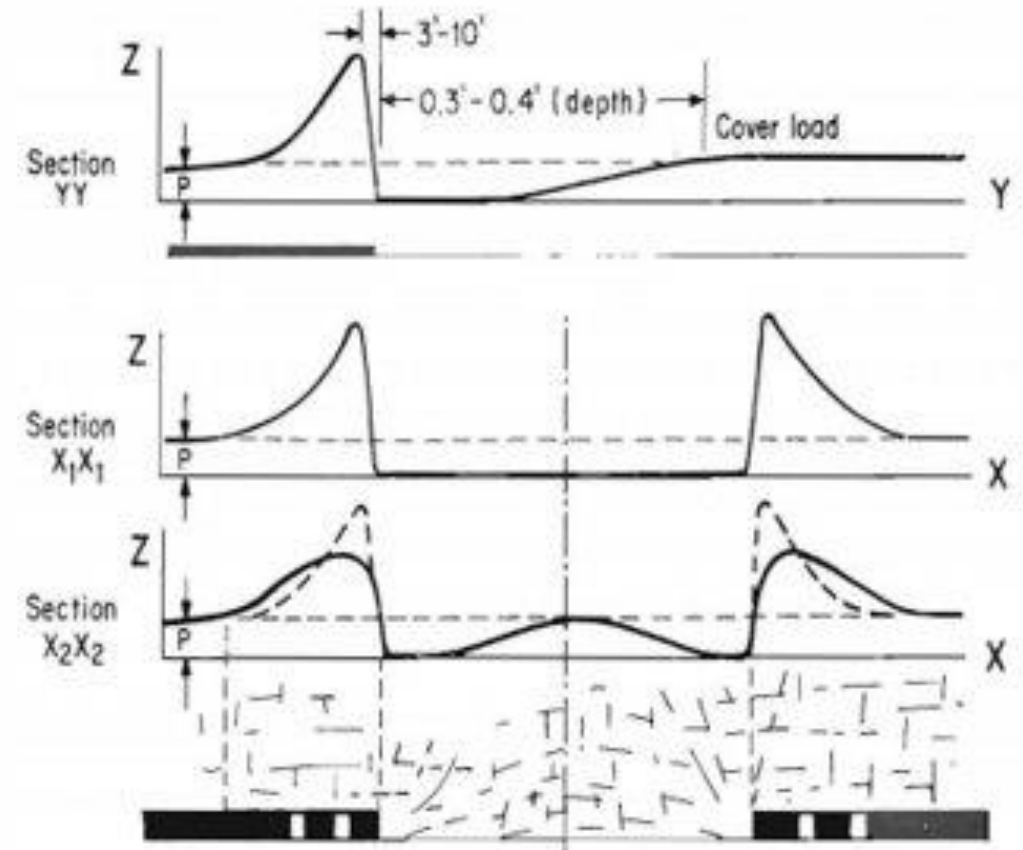 3'-10'
Z
0.3'-0.4' (depth)
Cover load
Section
YY
P
Y
Z
Section
X₁X₁
P
X
Z
Section
X₂X₂
P
X